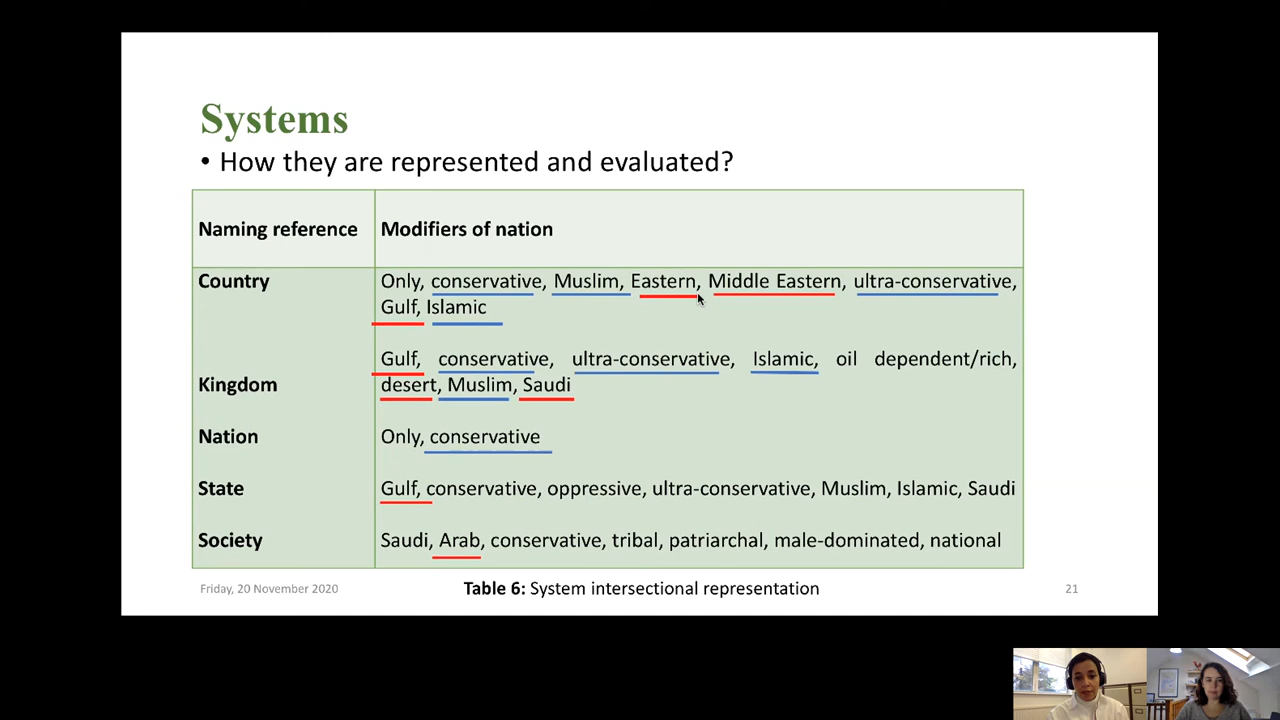 Systems
• How they are represented and evaluated?
Naming reference Modifiers of nation
Country Only, conservative, Muslim, Eastern, Middle Eastern, ultra-conservative,
Gulf, Islamic
Gulf, conservative, ultra-conservative, Islamic, oil dependent/rich,
Kingdom desert, Muslim, Saudi
Nation Only, conservative
State Gulf, conservative, oppressive, ultra-conservative, Muslim, Islamic, Saudi
Society Saudi, Arab, conservative, tribal, patriarchal, male-dominated, national
Friday, 20 November 2020 Table 6: System intersectional representation 21